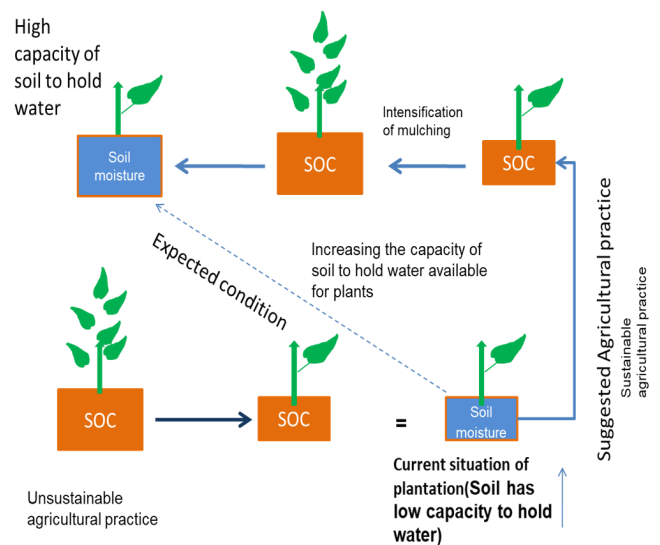 High
capacity of
soil to hold
water
Soil
moisture
SOC
Intensification
of mulching
SOC
Expected condition
Increasing the capacity of
soil to hold water available
for plants
Suggested Agricultural practice
Sustainable
agricultural practice
SOC
SOC
=
Soil
moisture
Current situation of
plantation(Soil has
low capacity to hold
water)
Unsustainable
agricultural practice